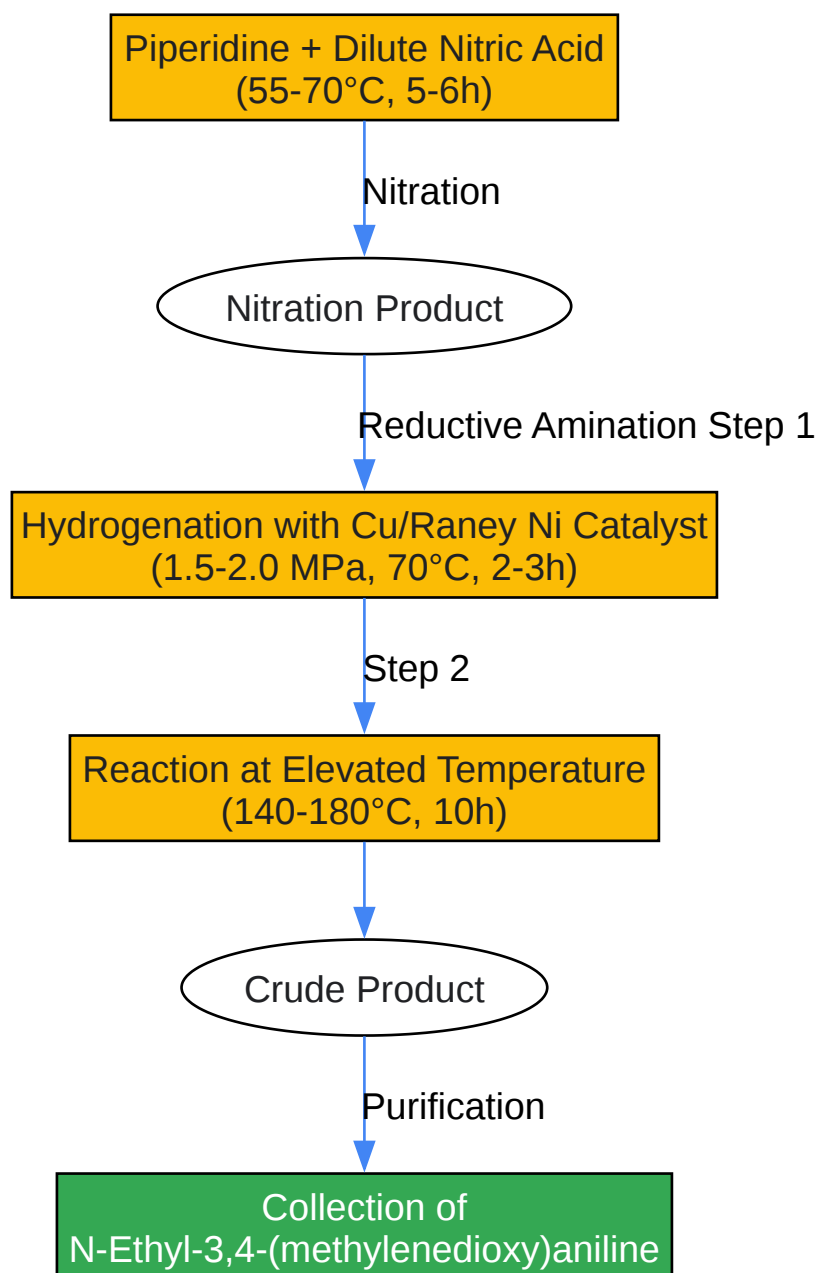 Piperidine + Dilute Nitric Acid
(55-70°C, 5-6h)
Nitration
Nitration Product
Reductive Amination Step 1
Hydrogenation with Cu/Raney Ni Catalyst
(1.5-2.0 MPa, 70°C, 2-3h)
Step 2
Reaction at Elevated Temperature
(140-180°C, 10h)
Crude Product
Purification
Collection of
N-Ethyl-3,4-(methylenedioxy)aniline